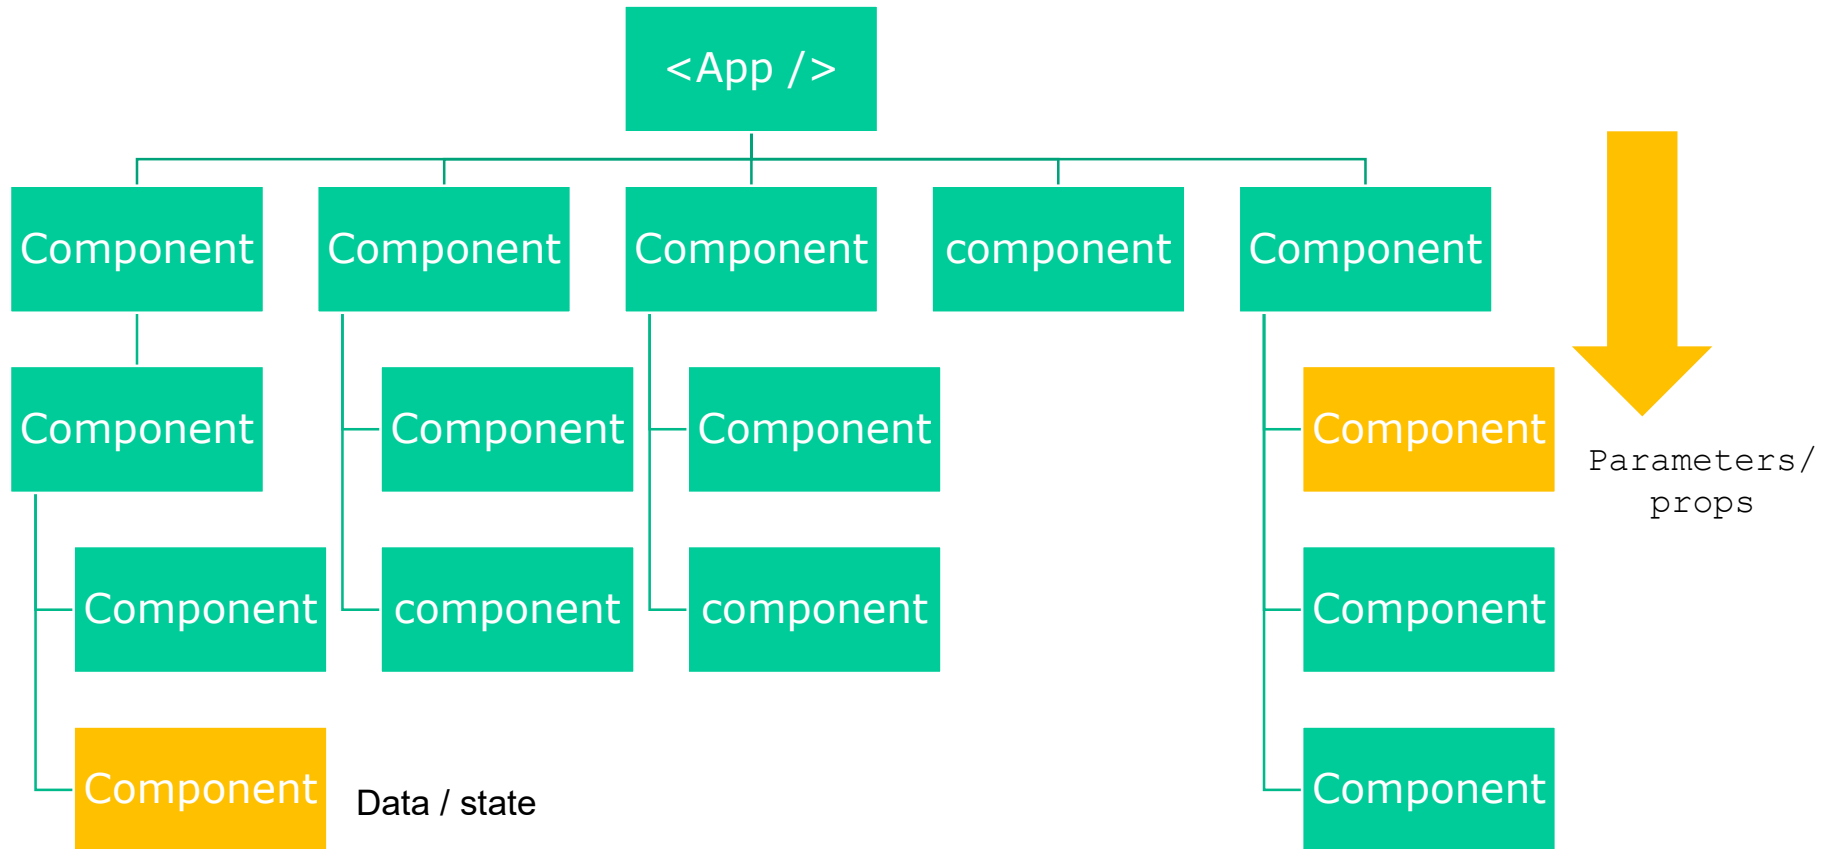 <App />
Component
Component
Component
component
Component
Component
Component
Component
Component
Parameters/
props
Component
component
component
Component
Component
Data / state
Component